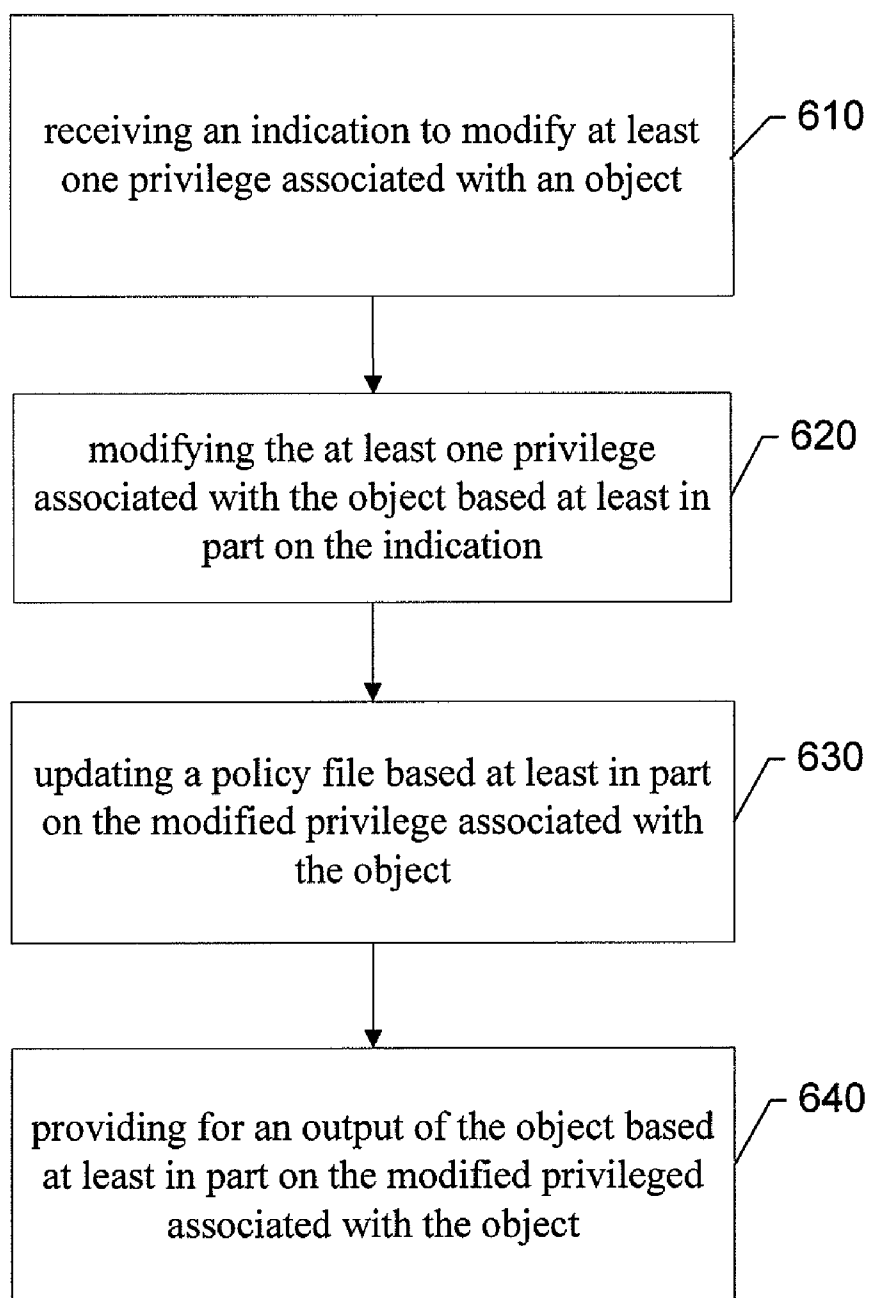 receiving an indication to modify at least
one privilege associated with an object
610
modifying the at least one privilege
associated with the object based at least in
part on the indication
620
updating a policy file based at least in part
on the modified privilege associated with
the object
630
providing for an output of the object based
at least in part on the modified privileged
associated with the object
640